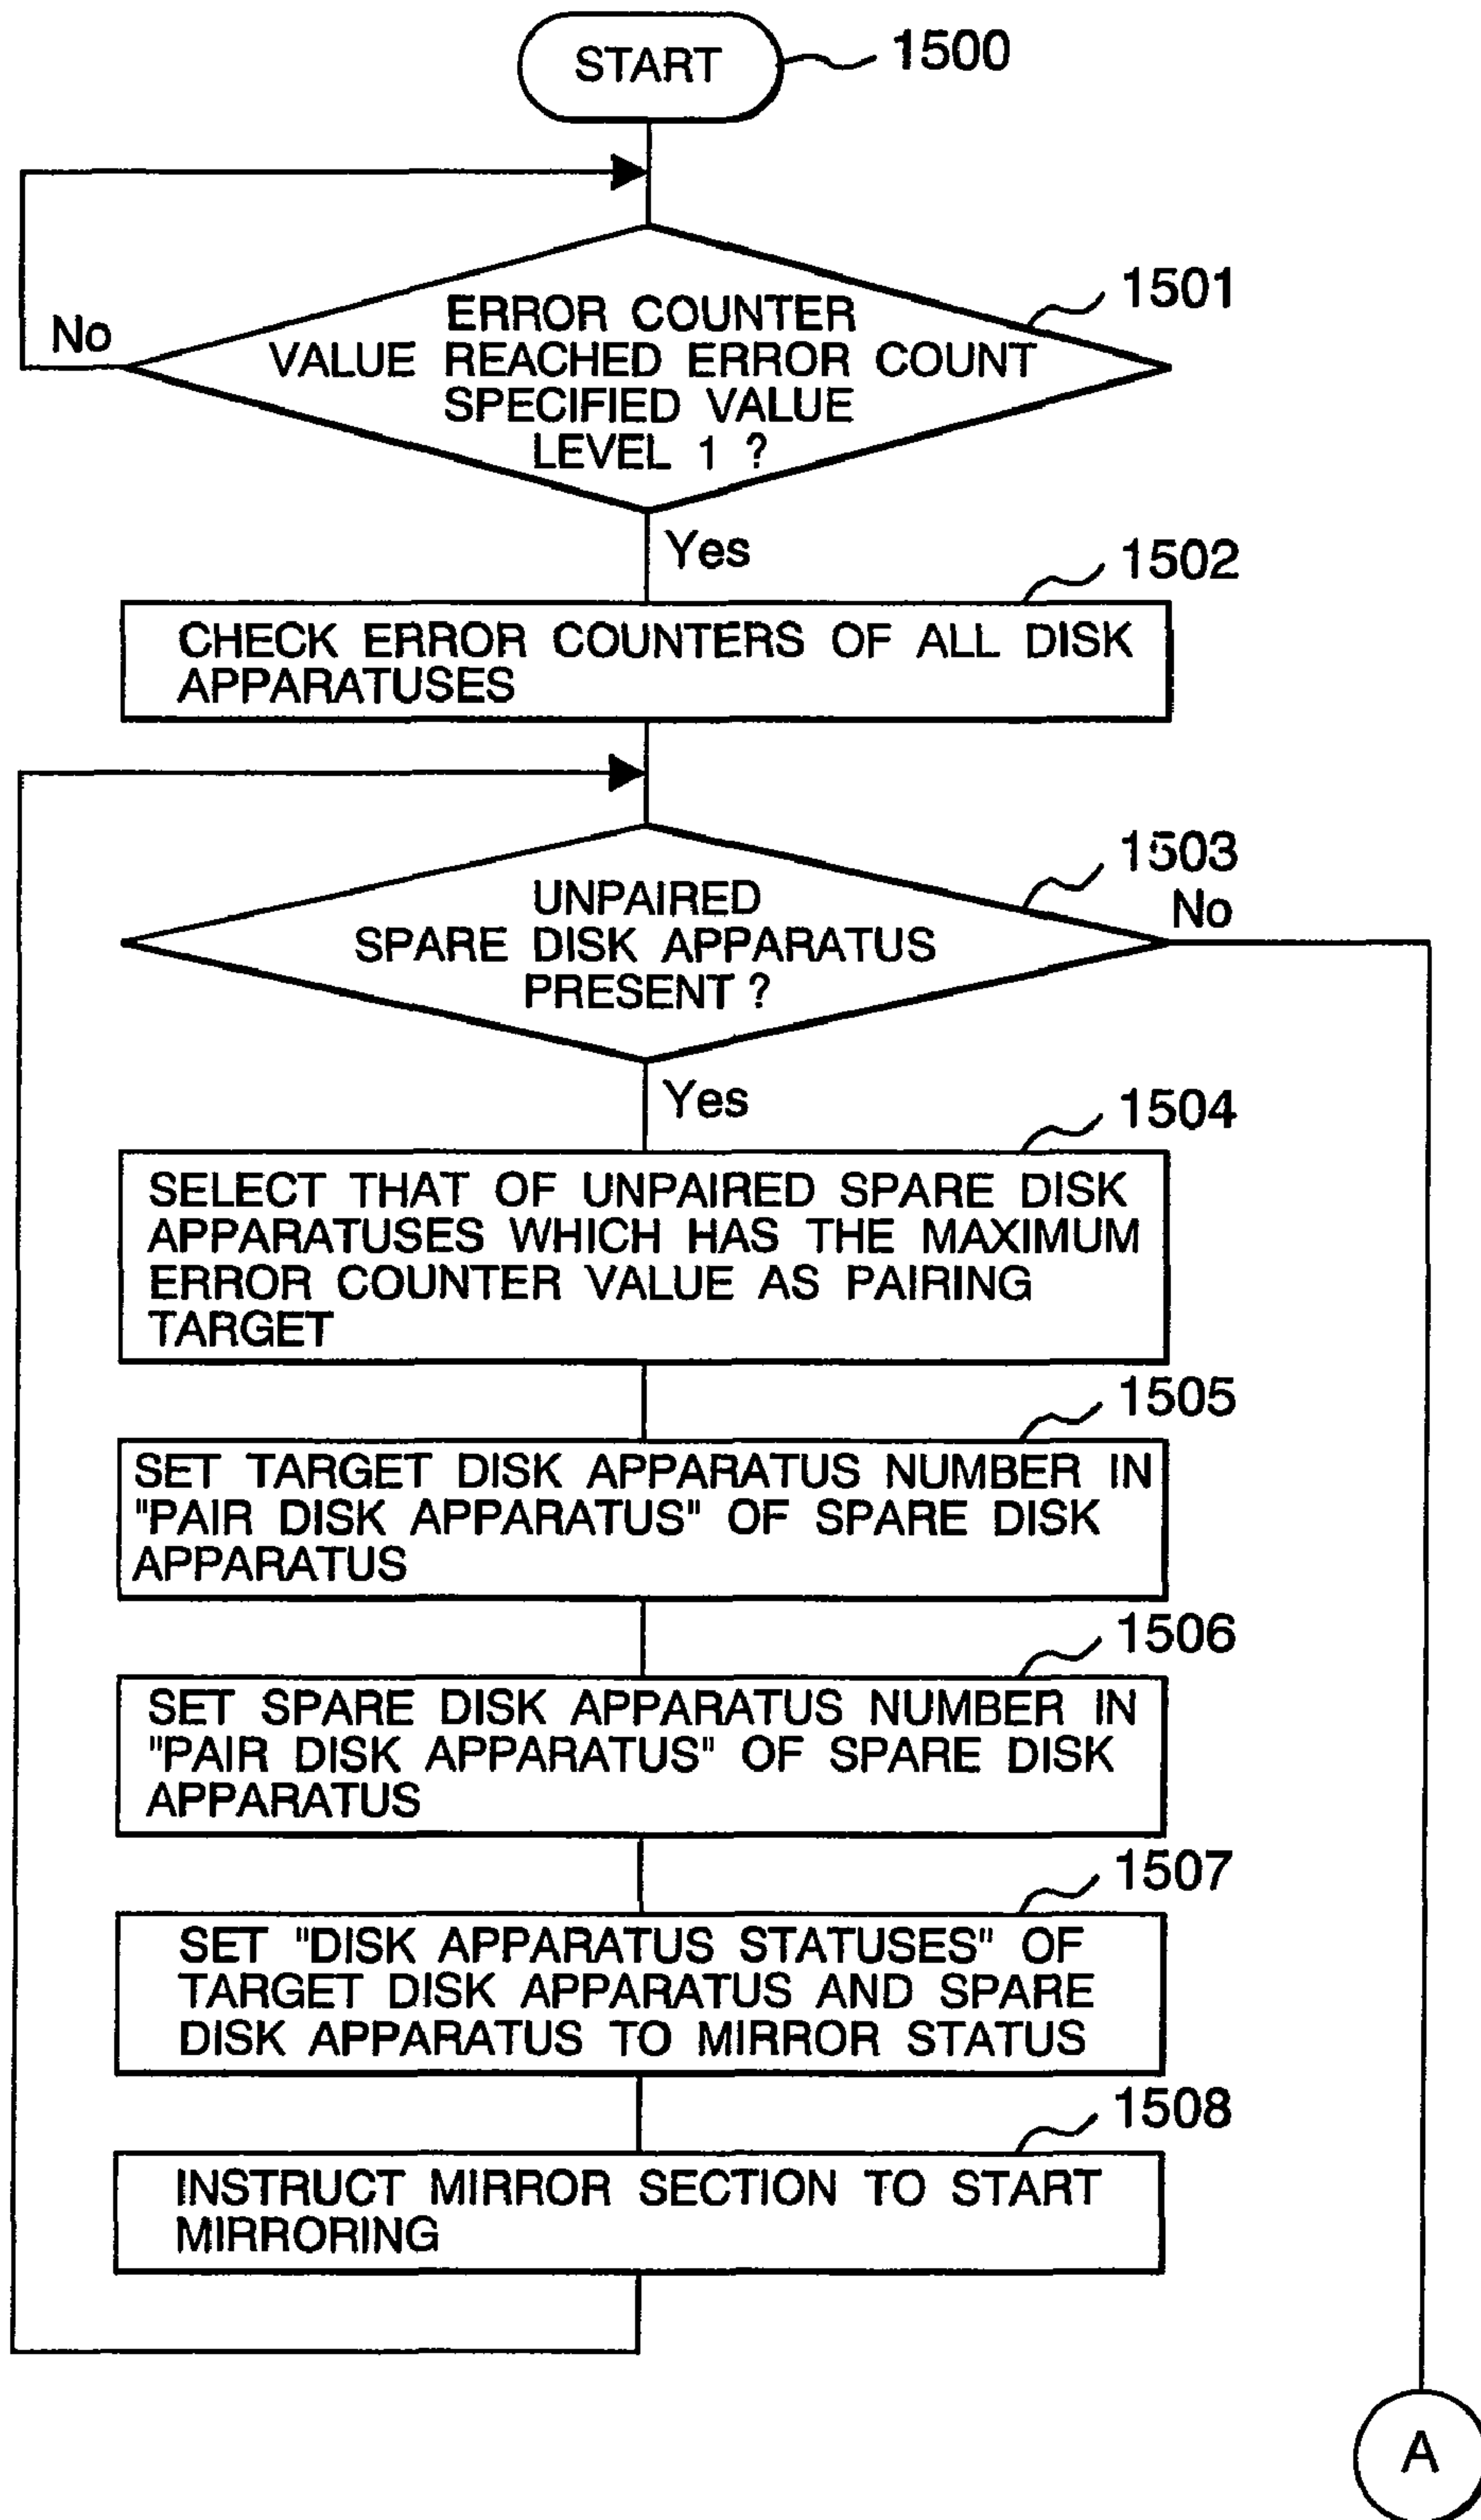 START
1500
No
ERROR COUNTER
VALUE REACHED ERROR COUNT
SPECIFIED VALUE
LEVEL 1 ?
1501
Yes
1502
CHECK ERROR COUNTERS OF ALL DISK
APPARATUSES
1503
No
UNPAIRED
SPARE DISK APPARATUS
PRESENT ?
Yes
1504
SELECT THAT OF UNPAIRED SPARE DISK
APPARATUSES WHICH HAS THE MAXIMUM
ERROR COUNTER VALUE AS PAIRING
TARGET
1505
SET TARGET DISK APPARATUS NUMBER IN
"PAIR DISK APPARATUS" OF SPARE DISK
APPARATUS
1506
SET SPARE DISK APPARATUS NUMBER IN
"PAIR DISK APPARATUS" OF SPARE DISK
APPARATUS
1507
SET "DISK APPARATUS STATUSES" OF
TARGET DISK APPARATUS AND SPARE
DISK APPARATUS TO MIRROR STATUS
1508
INSTRUCT MIRROR SECTION TO START
MIRRORING
A